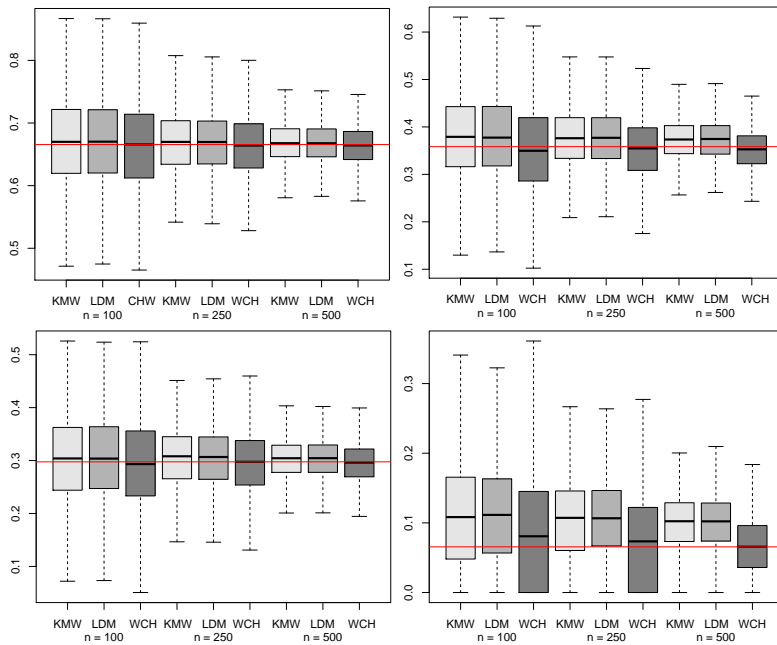 0.5 0.6 0.7 0.8
KMW LDM CHW KMW LDM WCH KMW LDM WCH
n = 100 n = 250 n = 500
0.1 0.2 0.3 0.4 0.5 0.6
KMW LDM WCH KMW LDM WCH KMW LDM WCH
n = 100 n = 250 n = 500
0.1 0.2 0.3 0.4 0.5
KMW LDM WCH KMW LDM WCH KMW LDM WCH
n = 100 n = 250 n = 500
0.0 0.1 0.2 0.3
KMW LDM WCH KMW LDM WCH KMW LDM WCH
n = 100 n = 250 n = 500